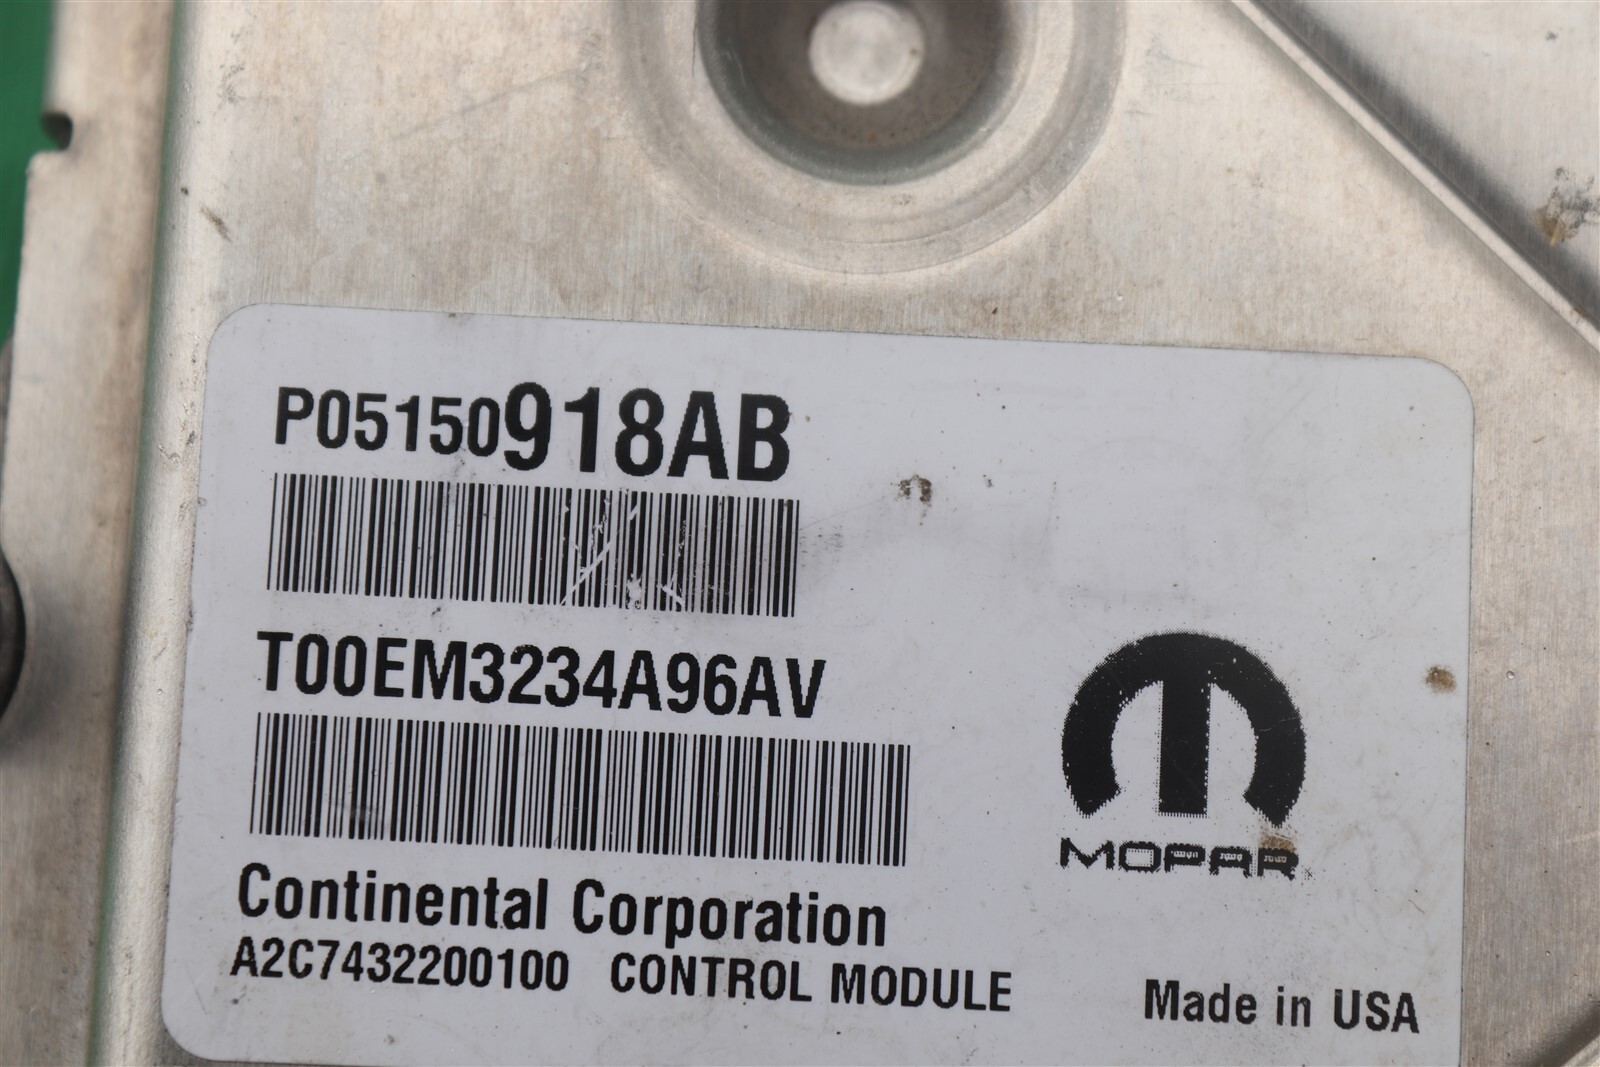 P05150918AB
T00EM3234A96AV
MOPAR
Continental Corporation
A2C7432200100 CONTROL MODULE
Made in USA